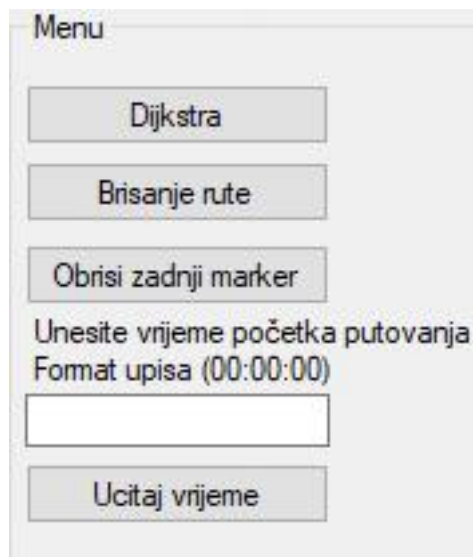 Menu
Dijkstra
Brisanje rute
Obrisi zadnji marker
Unesite vrijeme početka putovanja
Format upisa (00:00:00)
Ucitaj vrijeme